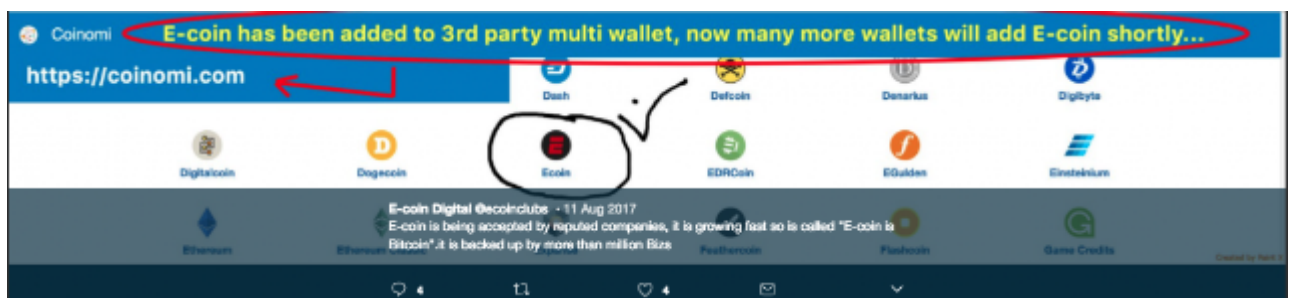 Coinomi
E-coin has been added to 3rd party multi wallet, now many more wallets will add E-coin shortly...
https://coinomi.com
Dash Defcoin Denarius Digibyte
Digitalcoin Dogecoin Ecoin EDRCoin EGulden Einsteinium
E-coin Digital @ecoinclubs - 11 Aug 2017
E-coin is being accepted by reputed companies, it is growing fast so is called "E-coin is
Bitcoin".it is backed up by more than million Bizs
Ethereum Ethereum Classic Feathercoin Flashcoin Game Credits
4 4